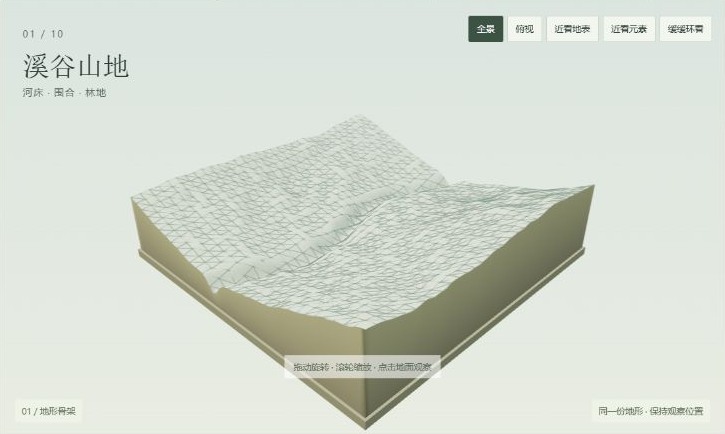 01 / 10
全景 俯视 近看地表 近看元素 缓缓环看
溪谷山地
河床 · 围合 · 林地
拖动旋转 · 滚轮缩放 · 点击地面观察
01 / 地形骨架
同一份地形 · 保持观察位置